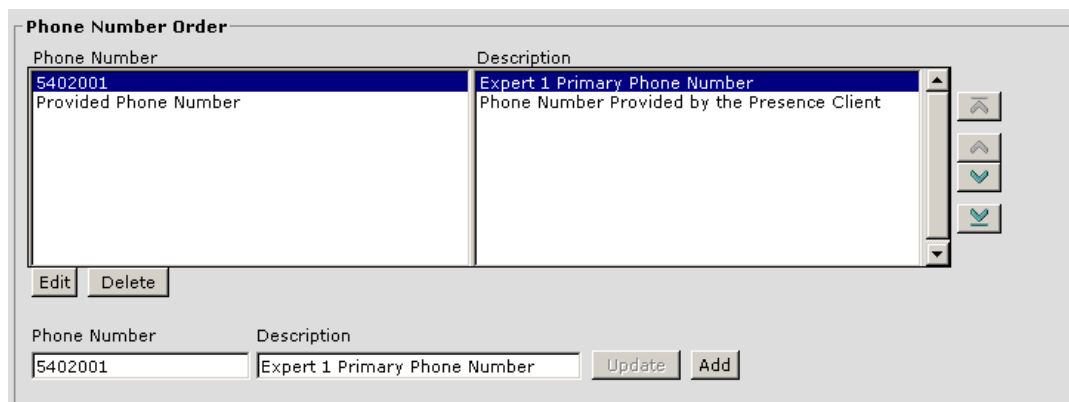 Phone Number Order
Phone Number Description
5402001 Expert 1 Primary Phone Number
Provided Phone Number Phone Number Provided by the Presence Client
Edit Delete
Phone Number Description
5402001 Expert 1 Primary Phone Number Update Add